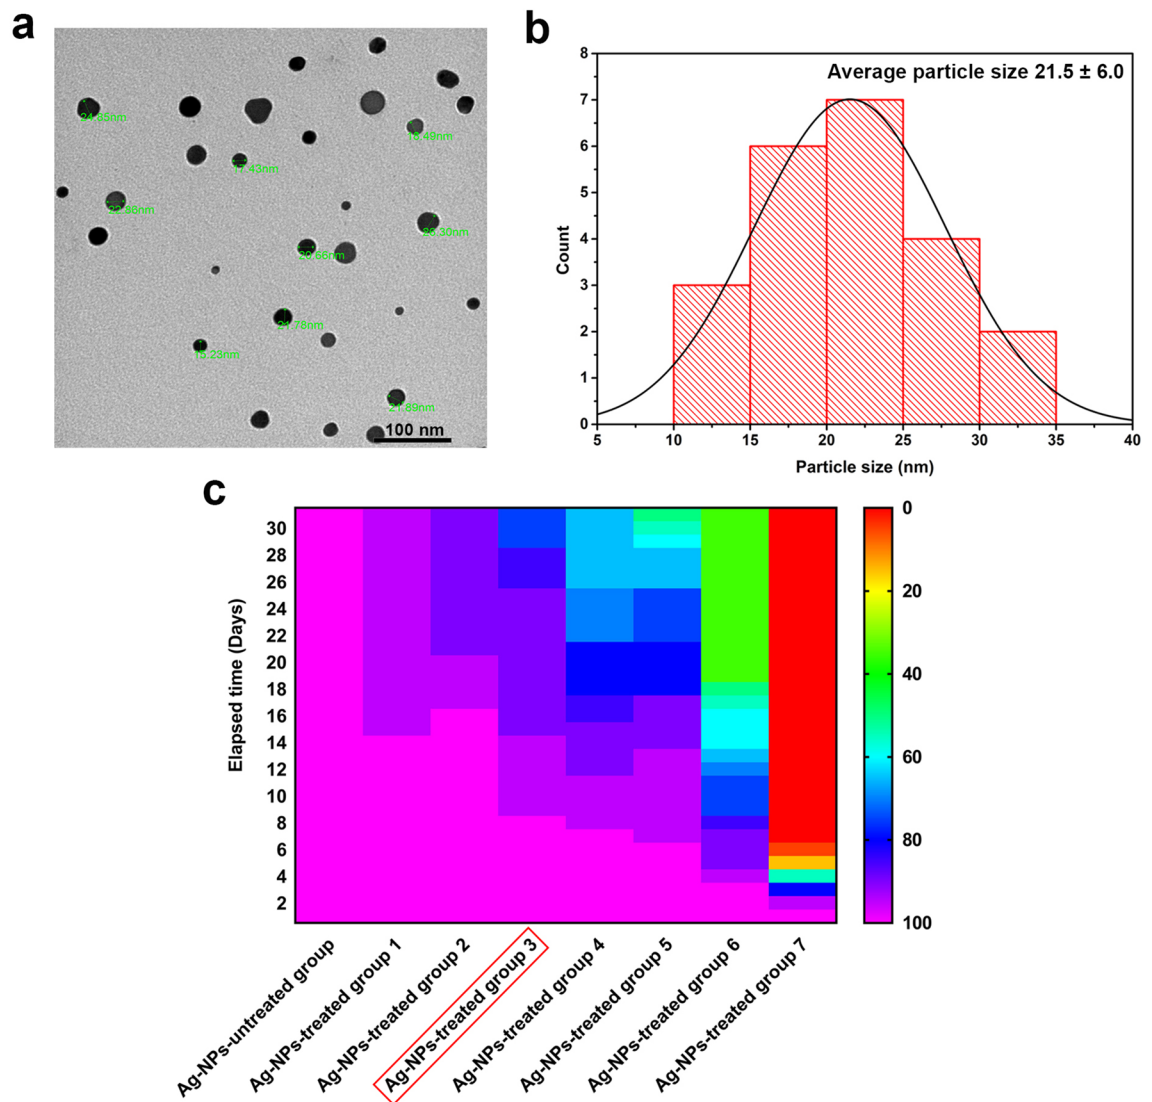 a
b
24.65nm
18.49nm
17.43nm
22.86nm
20.66nm
21.78nm
15.23nm
21.89nm
100 nm
Average particle size 21.5 ± 6.0
8
7
6
5
4
3
2
1
0
Count
5 10 15 20 25 30 35 40
Particle size (nm)
c
30
28
26
24
22
20
18
16
14
12
10
8
6
4
2
Elapsed time (Days)
0
20
40
60
80
100
Ag-NPs-untreated group
Ag-NPs-treated group 1
Ag-NPs-treated group 2
Ag-NPs-treated group 3
Ag-NPs-treated group 4
Ag-NPs-treated group 5
Ag-NPs-treated group 6
Ag-NPs-treated group 7